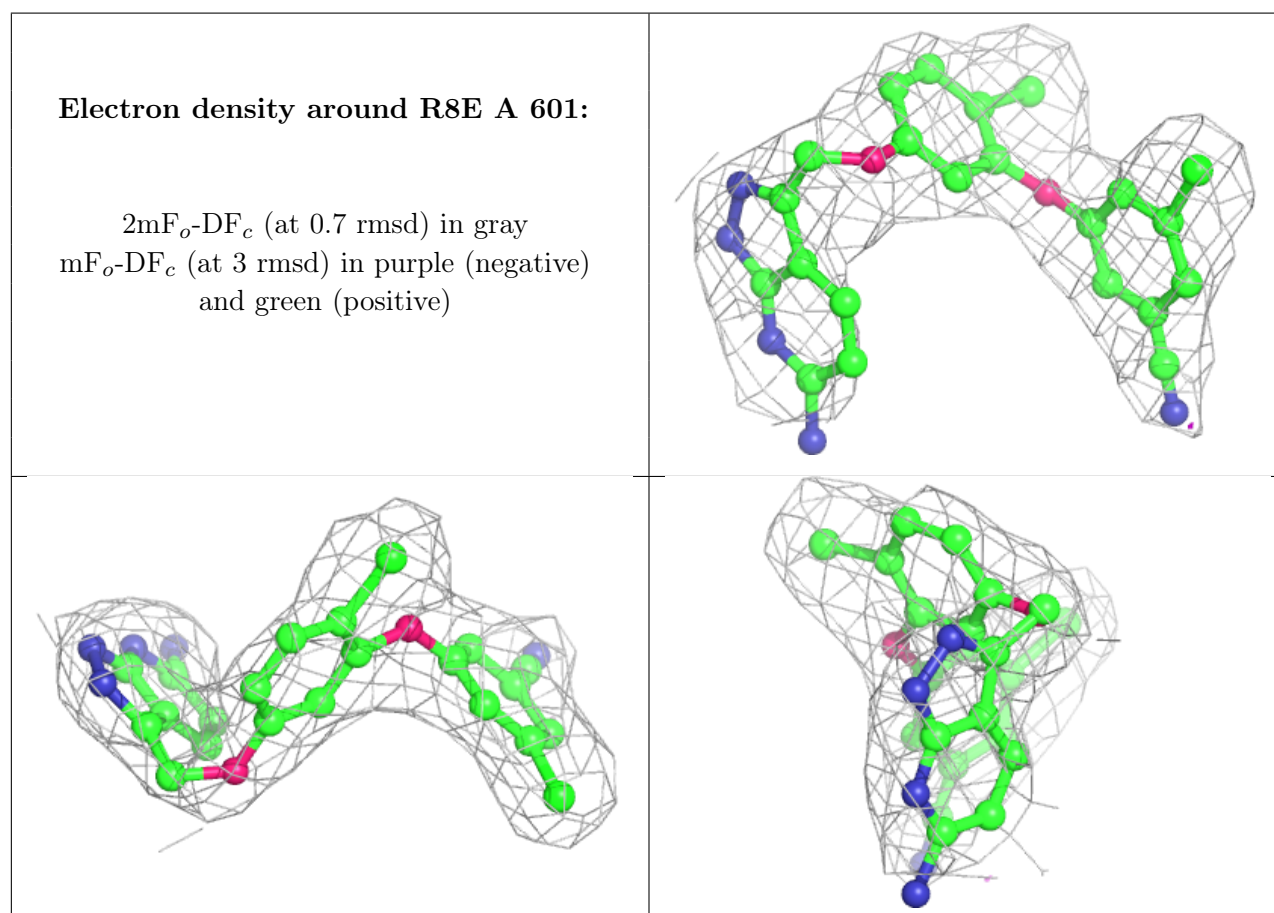 Electron density around R8E A 601:
2mFo-DFc (at 0.7 rmsd) in gray
mFo-DFc (at 3 rmsd) in purple (negative)
and green (positive)